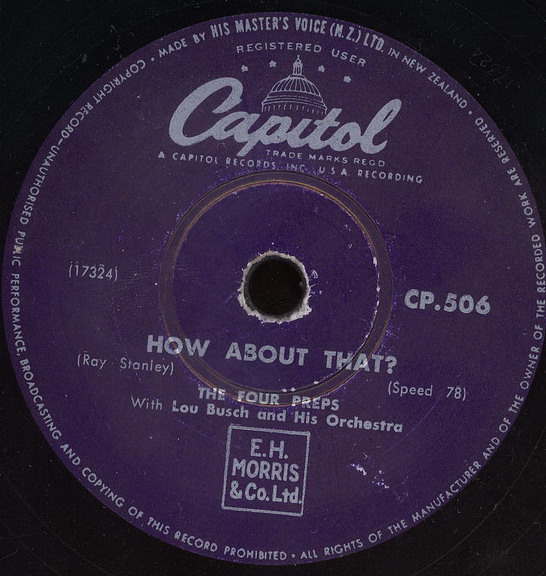 MADE BY HIS MASTER'S VOICE (N.Z.) LTD. IN NEW ZEALAND • ALL RIGHTS OF THE MANUFACTURER AND OF THE OWNER OF THE RECORDED WORK ARE RESERVED •
COPYRIGHT RECORD—UNAUTHORISED PUBLIC PERFORMANCE, BROADCASTING AND COPYING OF THIS RECORD PROHIBITED •
REGISTERED USER
Capitol
TRADE MARKS REGD
A CAPITOL RECORDS, INC., U.S.A. RECORDING
(17324)
CP.506
HOW ABOUT THAT?
(Ray Stanley)
(Speed 78)
THE FOUR PREPS
With Lou Busch and His Orchestra
E.H.
MORRIS
& Co. Ltd.